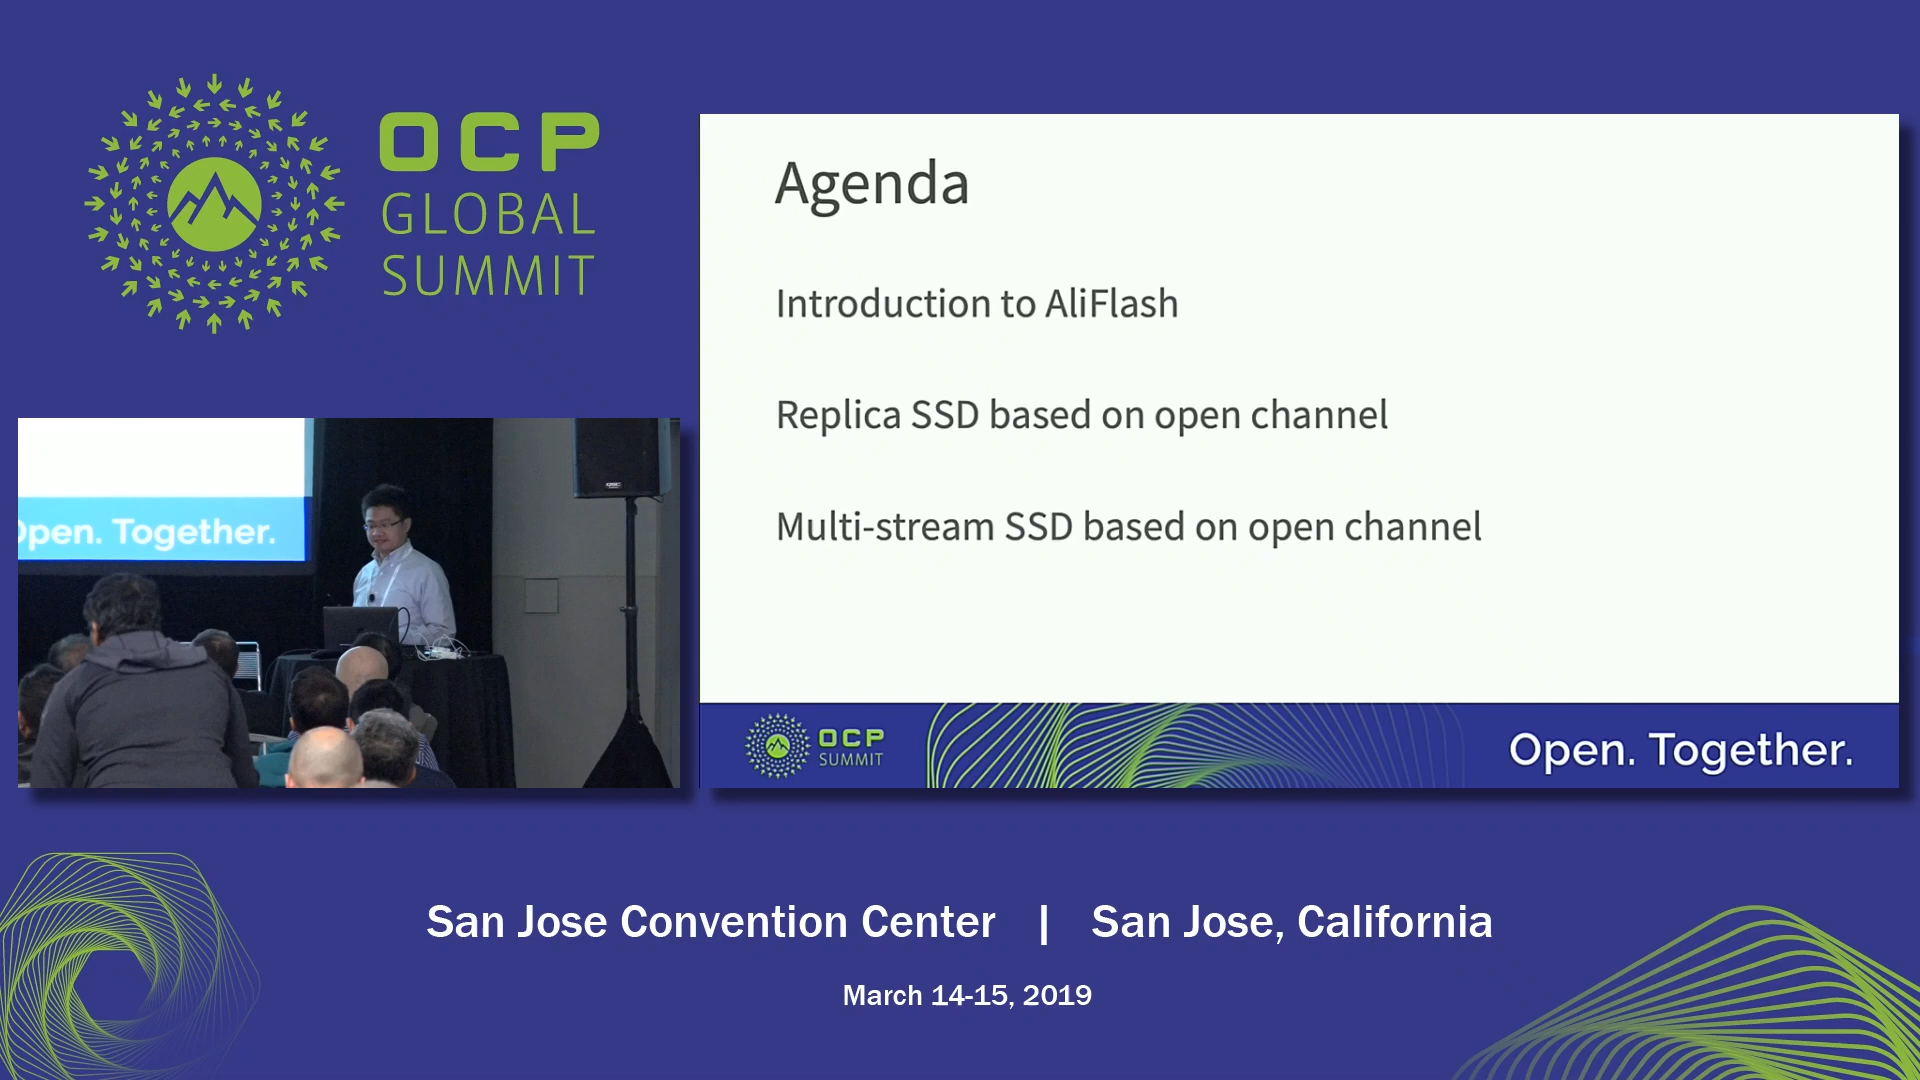 OCP
GLOBAL
SUMMIT
Agenda
Introduction to AliFlash
Replica SSD based on open channel
Multi-stream SSD based on open channel
OCP
SUMMIT
Open. Together.
Open. Together.
San Jose Convention Center | San Jose, California
March 14-15, 2019